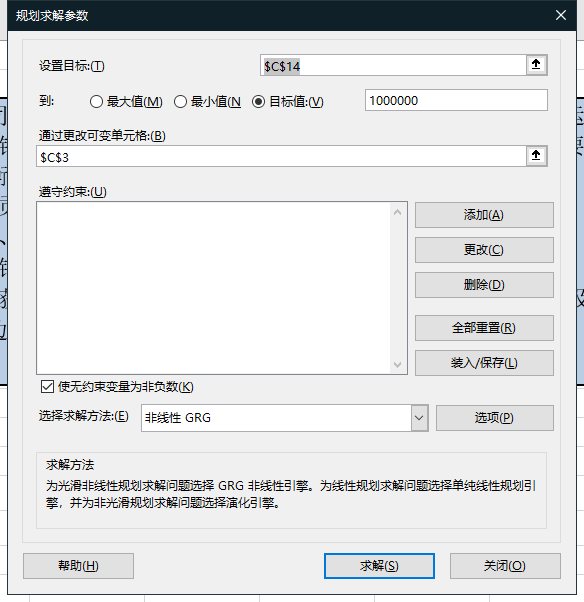 规划求解参数
设置目标:(T) $C$14
到: 最大值(M) 最小值(N 目标值:(V) 1000000
通过更改可变单元格:(B)
$C$3
遵守约束:(U)
添加(A)
更改(C)
删除(D)
全部重置(R)
装入/保存(L)
使无约束变量为非负数(K)
选择求解方法:(E) 非线性 GRG 选项(P)
求解方法
为光滑非线性规划求解问题选择 GRG 非线性引擎。为线性规划求解问题选择单纯线性规划引
擎，并为非光滑规划求解问题选择演化引擎。
帮助(H) 求解(S) 关闭(O)